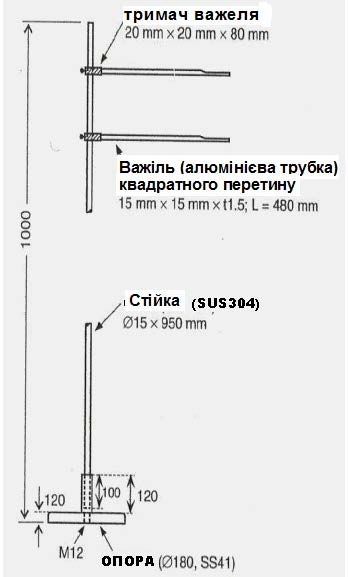 тримач важеля
20 mm x 20 mm x 80 mm
Важіль (алюмінієва трубка)
квадратного перетину
15 mm x 15 mm x t1.5; L = 480 mm
1000
Стійка (SUS304)
Ø15 x 950 mm
120
100
120
M12
ОПОРА (Ø180, SS41)